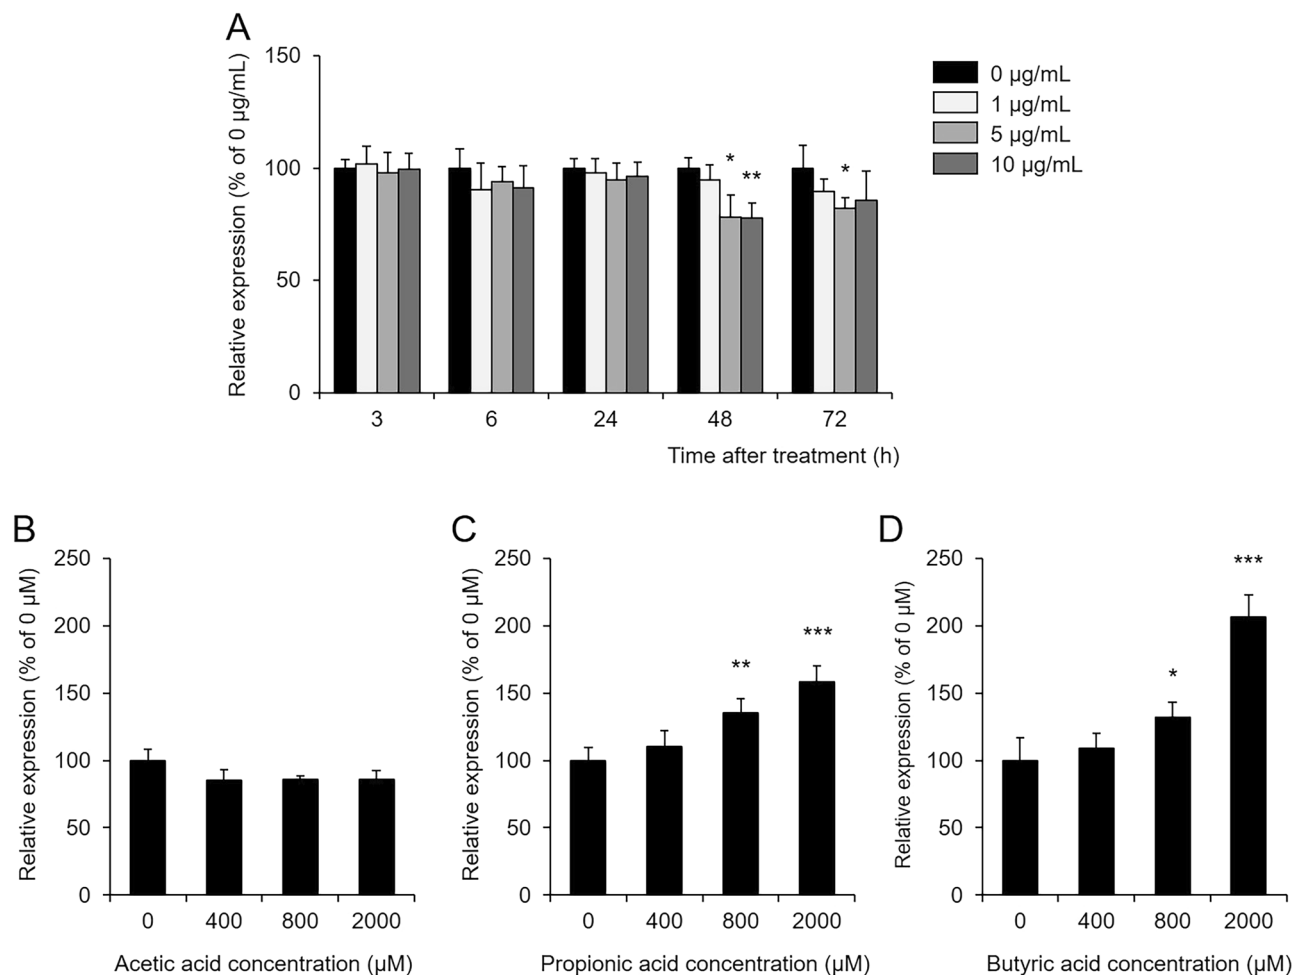 A
Relative expression (% of 0 µg/mL)
150
100
50
0
* ** *
3 6 24 48 72
Time after treatment (h)
0 µg/mL
1 µg/mL
5 µg/mL
10 µg/mL
B
Relative expression (% of 0 µM)
250
200
150
100
50
0
0 400 800 2000
Acetic acid concentration (µM)
C
Relative expression (% of 0 µM)
250
200
150
100
50
0
** ***
0 400 800 2000
Propionic acid concentration (µM)
D
Relative expression (% of 0 µM)
250
200
150
100
50
0
* ***
0 400 800 2000
Butyric acid concentration (µM)